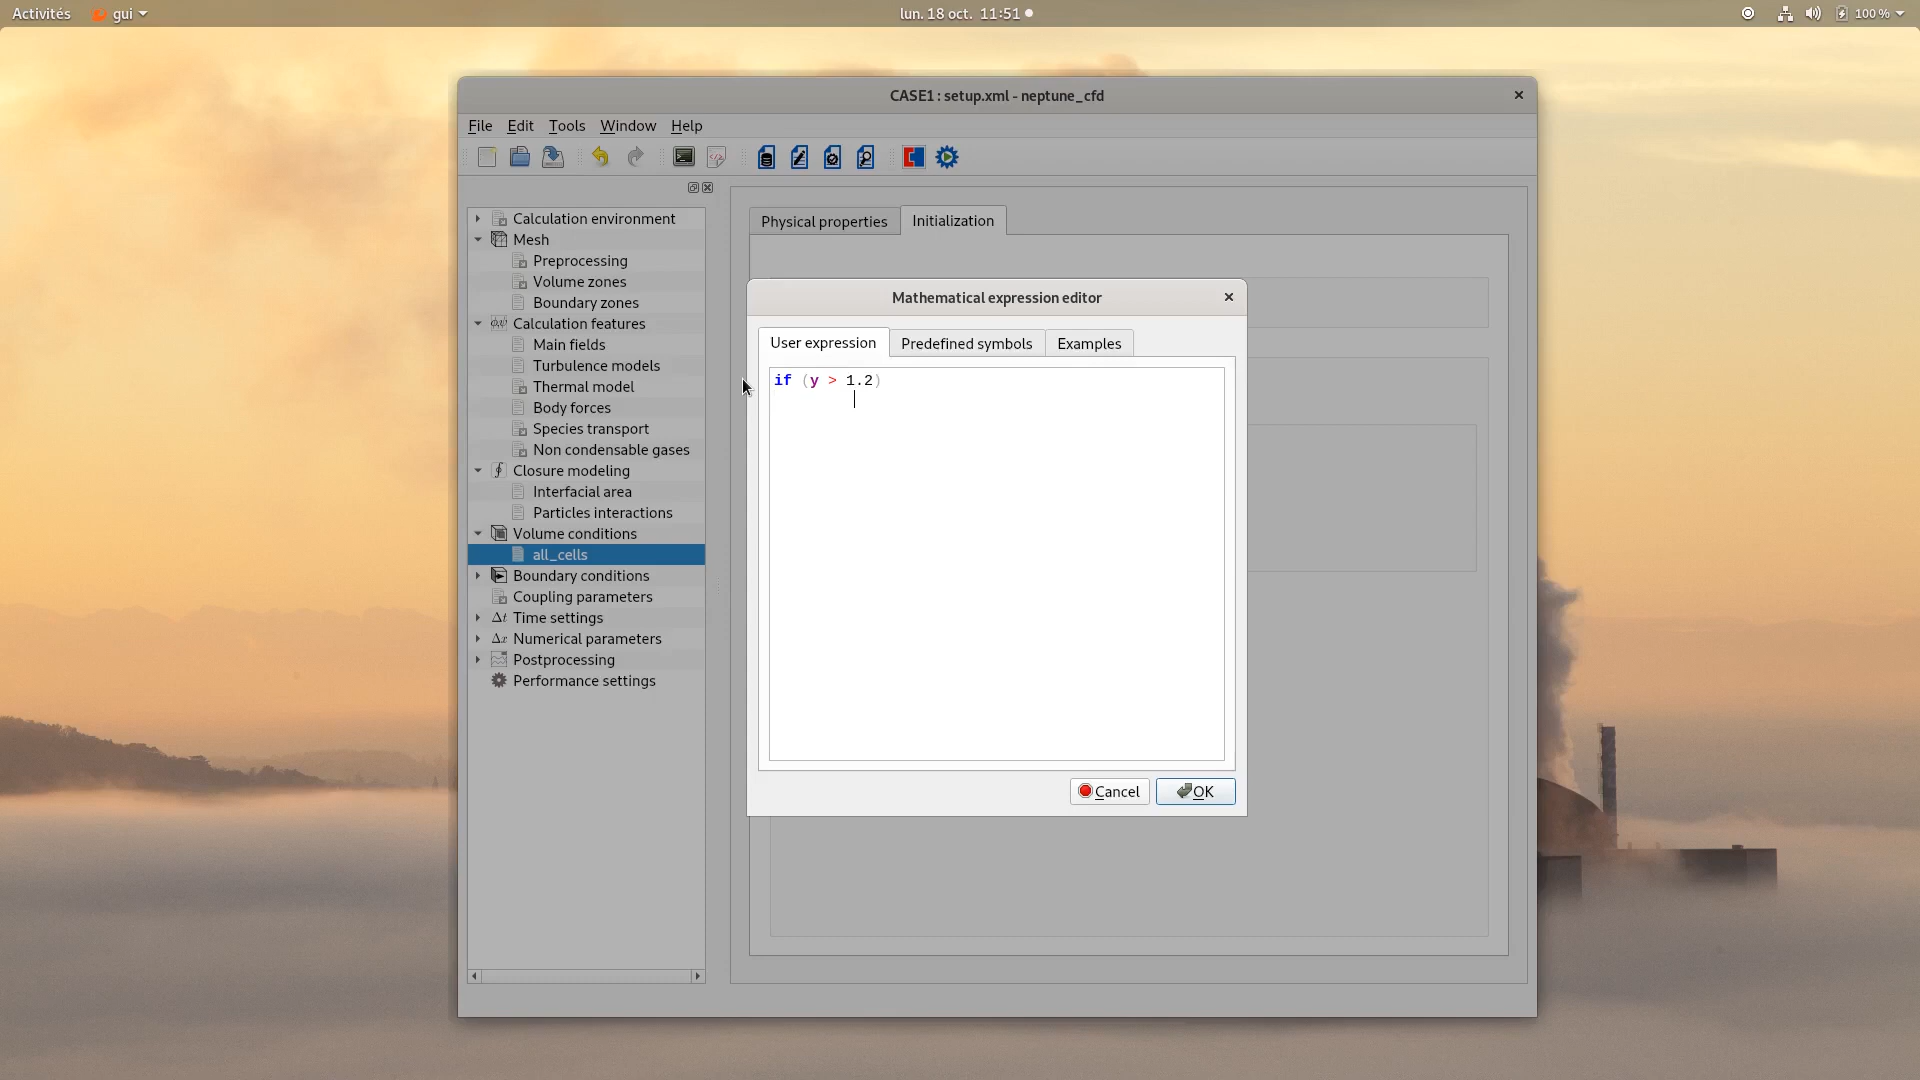 Activités
gui
lun. 18 oct. 11:51
100 %
CASE1 : setup.xml - neptune_cfd
File Edit Tools Window Help
Calculation environment
Mesh
Preprocessing
Volume zones
Boundary zones
Calculation features
Main fields
Turbulence models
Thermal model
Body forces
Species transport
Non condensable gases
Closure modeling
Interfacial area
Particles interactions
Volume conditions
all_cells
Boundary conditions
Coupling parameters
Δt Time settings
Δx Numerical parameters
Postprocessing
Performance settings
Physical properties Initialization
Mathematical expression editor
User expression Predefined symbols Examples
if (y > 1.2)
Cancel OK